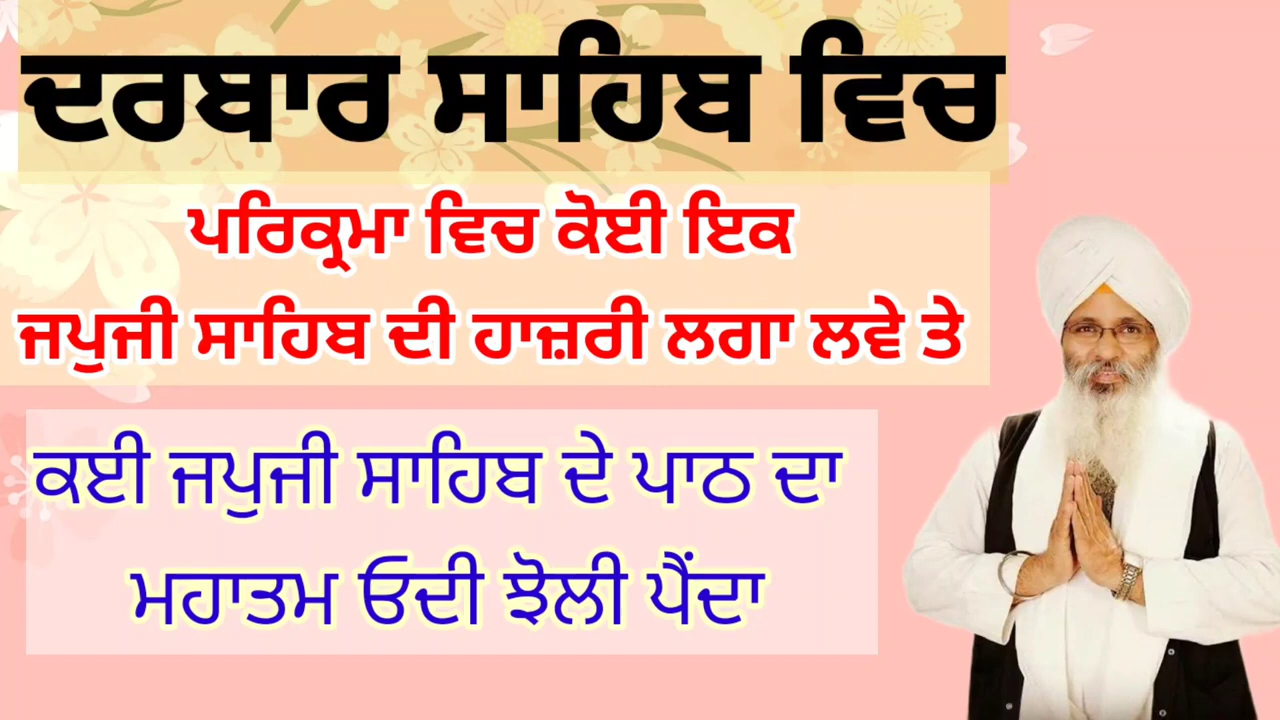 ਦਰਬਾਰ ਸਾਹਿਬ ਵਿਚ
ਪਰਿਕ੍ਰਮਾ ਵਿਚ ਕੋਈ ਇਕ
ਜਪੁਜੀ ਸਾਹਿਬ ਦੀ ਹਾਜ਼ਰੀ ਲਗਾ ਲਵੇ ਤੇ
ਕਈ ਜਪੁਜੀ ਸਾਹਿਬ ਦੇ ਪਾਠ ਦਾ
ਮਹਾਤਮ ਓਦੀ ਝੋਲੀ ਪੈਂਦਾ